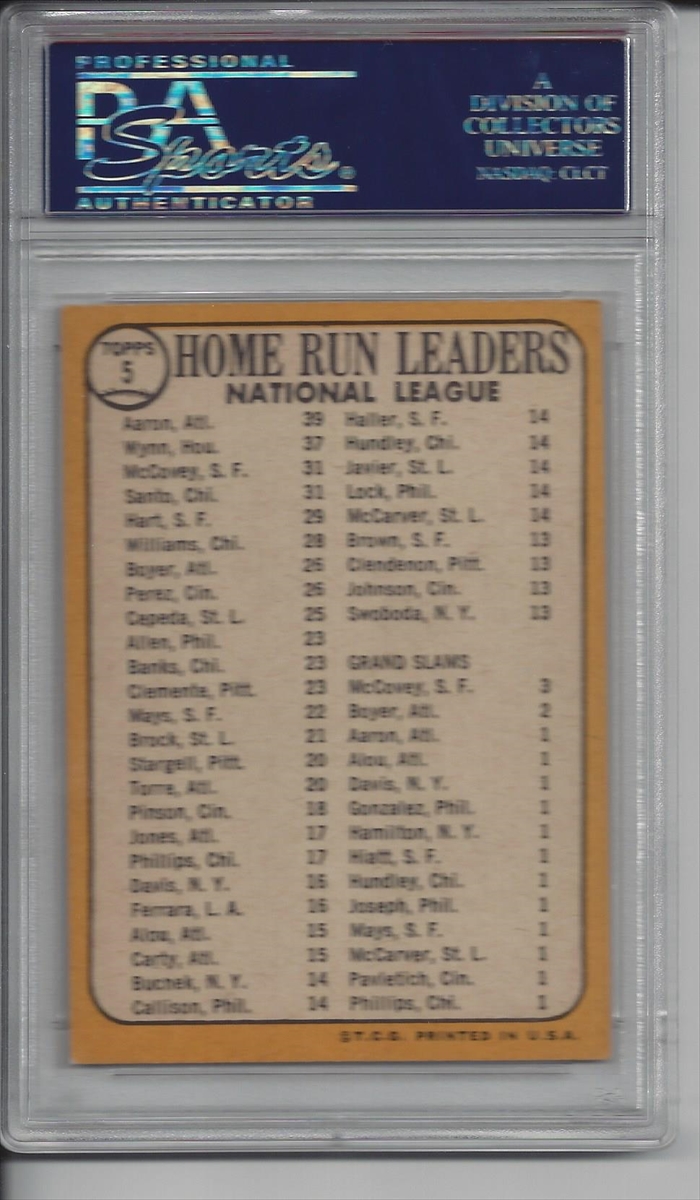 PROFESSIONAL
PSA
Sports
AUTHENTICATOR
A
DIVISION OF
COLLECTORS
UNIVERSE
NASDAQ: CLCT
TOPPS
5
HOME RUN LEADERS
NATIONAL LEAGUE
Aaron, Atl. 39
Wynn, Hou. 37
McCovey, S. F. 31
Santo, Chi. 31
Hart, S. F. 29
Williams, Chi. 28
Boyer, Atl. 26
Perez, Cin. 26
Cepeda, St. L. 25
Allen, Phil. 23
Banks, Chi. 23
Clemente, Pitt. 23
Mays, S. F. 22
Brock, St. L. 21
Stargell, Pitt. 20
Torre, Atl. 20
Pinson, Cin. 18
Jones, Atl. 17
Phillips, Chi. 17
Davis, N. Y. 16
Ferrara, L. A. 16
Alou, Atl. 15
Carty, Atl. 15
Buchek, N. Y. 14
Callison, Phil. 14
Haller, S. F. 14
Hundley, Chi. 14
Javier, St. L. 14
Lock, Phil. 14
McCarver, St. L. 14
Brown, S. F. 13
Clendenon, Pitt. 13
Johnson, Cin. 13
Swoboda, N. Y. 13
GRAND SLAMS
McCovey, S. F. 3
Boyer, Atl. 2
Aaron, Atl. 1
Alou, Atl. 1
Davis, N. Y. 1
Gonzalez, Phil. 1
Hamilton, N. Y. 1
Hiatt, S. F. 1
Hundley, Chi. 1
Joseph, Phil. 1
Mays, S. F. 1
McCarver, St. L. 1
Pavletich, Cin. 1
Phillips, Chi. 1
©T.C.G. PRINTED IN U.S.A.